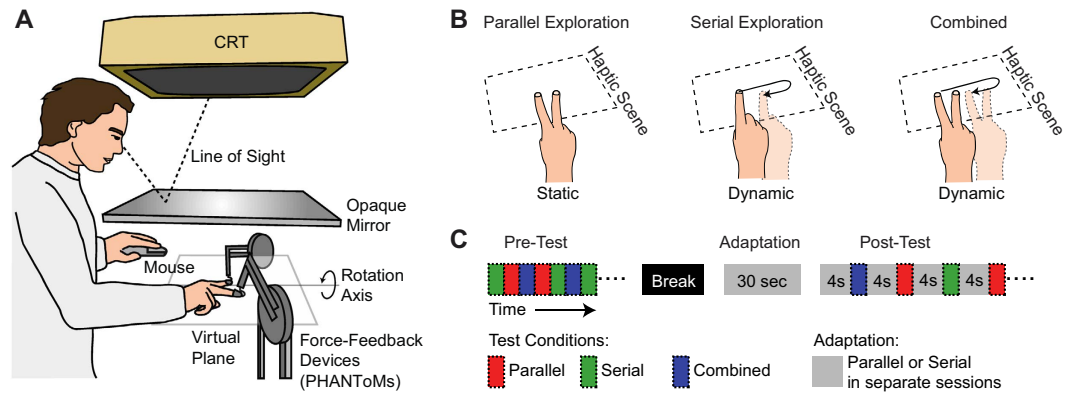 A
CRT
Line of Sight
Opaque
Mirror
Mouse
Rotation
Axis
Virtual
Plane
Force-Feedback
Devices
(PHANToMs)
B
Parallel Exploration
Haptic Scene
Static
Serial Exploration
Haptic Scene
Dynamic
Combined
Haptic Scene
Dynamic
C
Pre-Test
Adaptation
Post-Test
Break
30 sec
4s
4s
4s
4s
Time
Test Conditions:
Parallel
Serial
Combined
Adaptation:
Parallel or Serial
in separate sessions